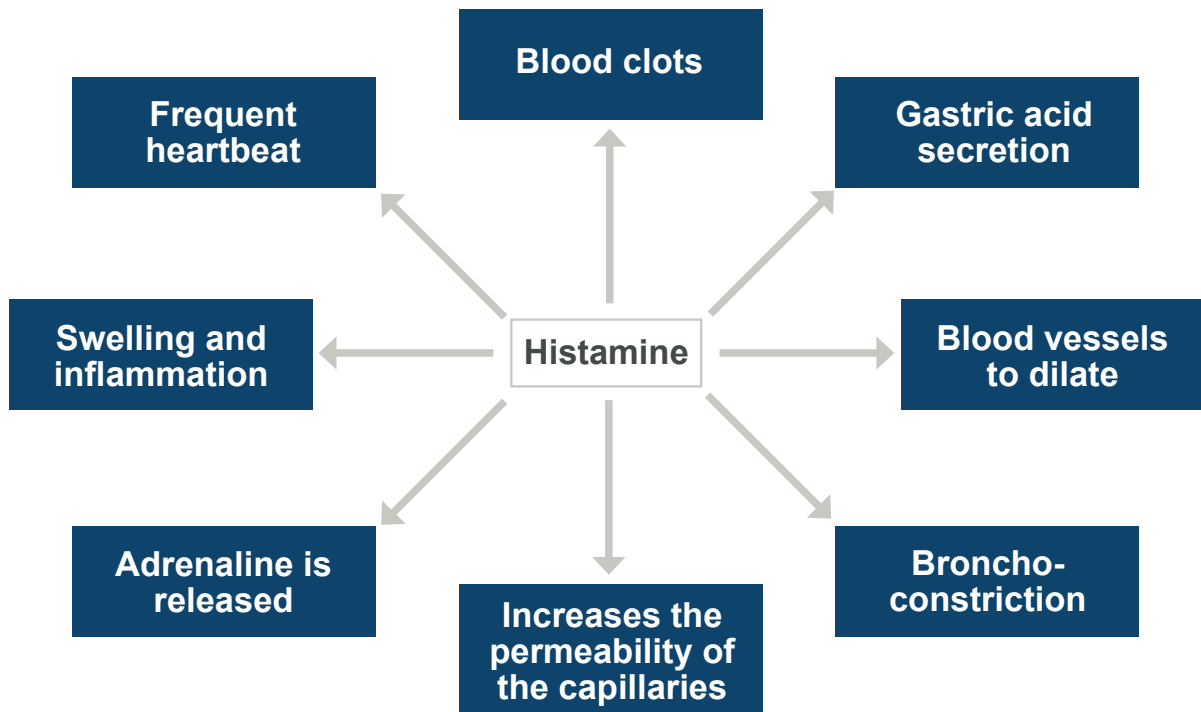 Blood clots
Frequent
heartbeat
Gastric acid
secretion
Swelling and
inflammation
Histamine
Blood vessels
to dilate
Adrenaline is
released
Increases the
permeability of
the capillaries
Broncho-
constriction